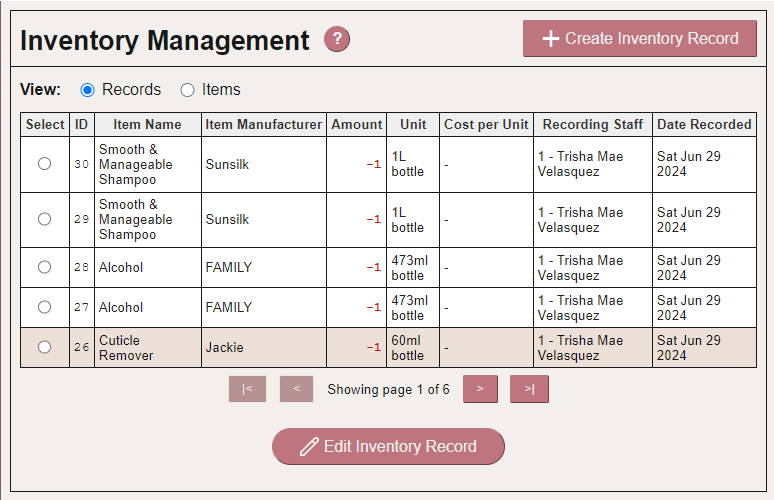 Inventory Management ? + Create Inventory Record
View: Records Items
Select ID Item Name Item Manufacturer Amount Unit Cost per Unit Recording Staff Date Recorded
30 Smooth & Manageable Shampoo Sunsilk -1 1L bottle - 1 - Trisha Mae Velasquez Sat Jun 29 2024
29 Smooth & Manageable Shampoo Sunsilk -1 1L bottle - 1 - Trisha Mae Velasquez Sat Jun 29 2024
28 Alcohol FAMILY -1 473ml bottle - 1 - Trisha Mae Velasquez Sat Jun 29 2024
27 Alcohol FAMILY -1 473ml bottle - 1 - Trisha Mae Velasquez Sat Jun 29 2024
26 Cuticle Remover Jackie -1 60ml bottle - 1 - Trisha Mae Velasquez Sat Jun 29 2024
|< < Showing page 1 of 6 > >|
Edit Inventory Record